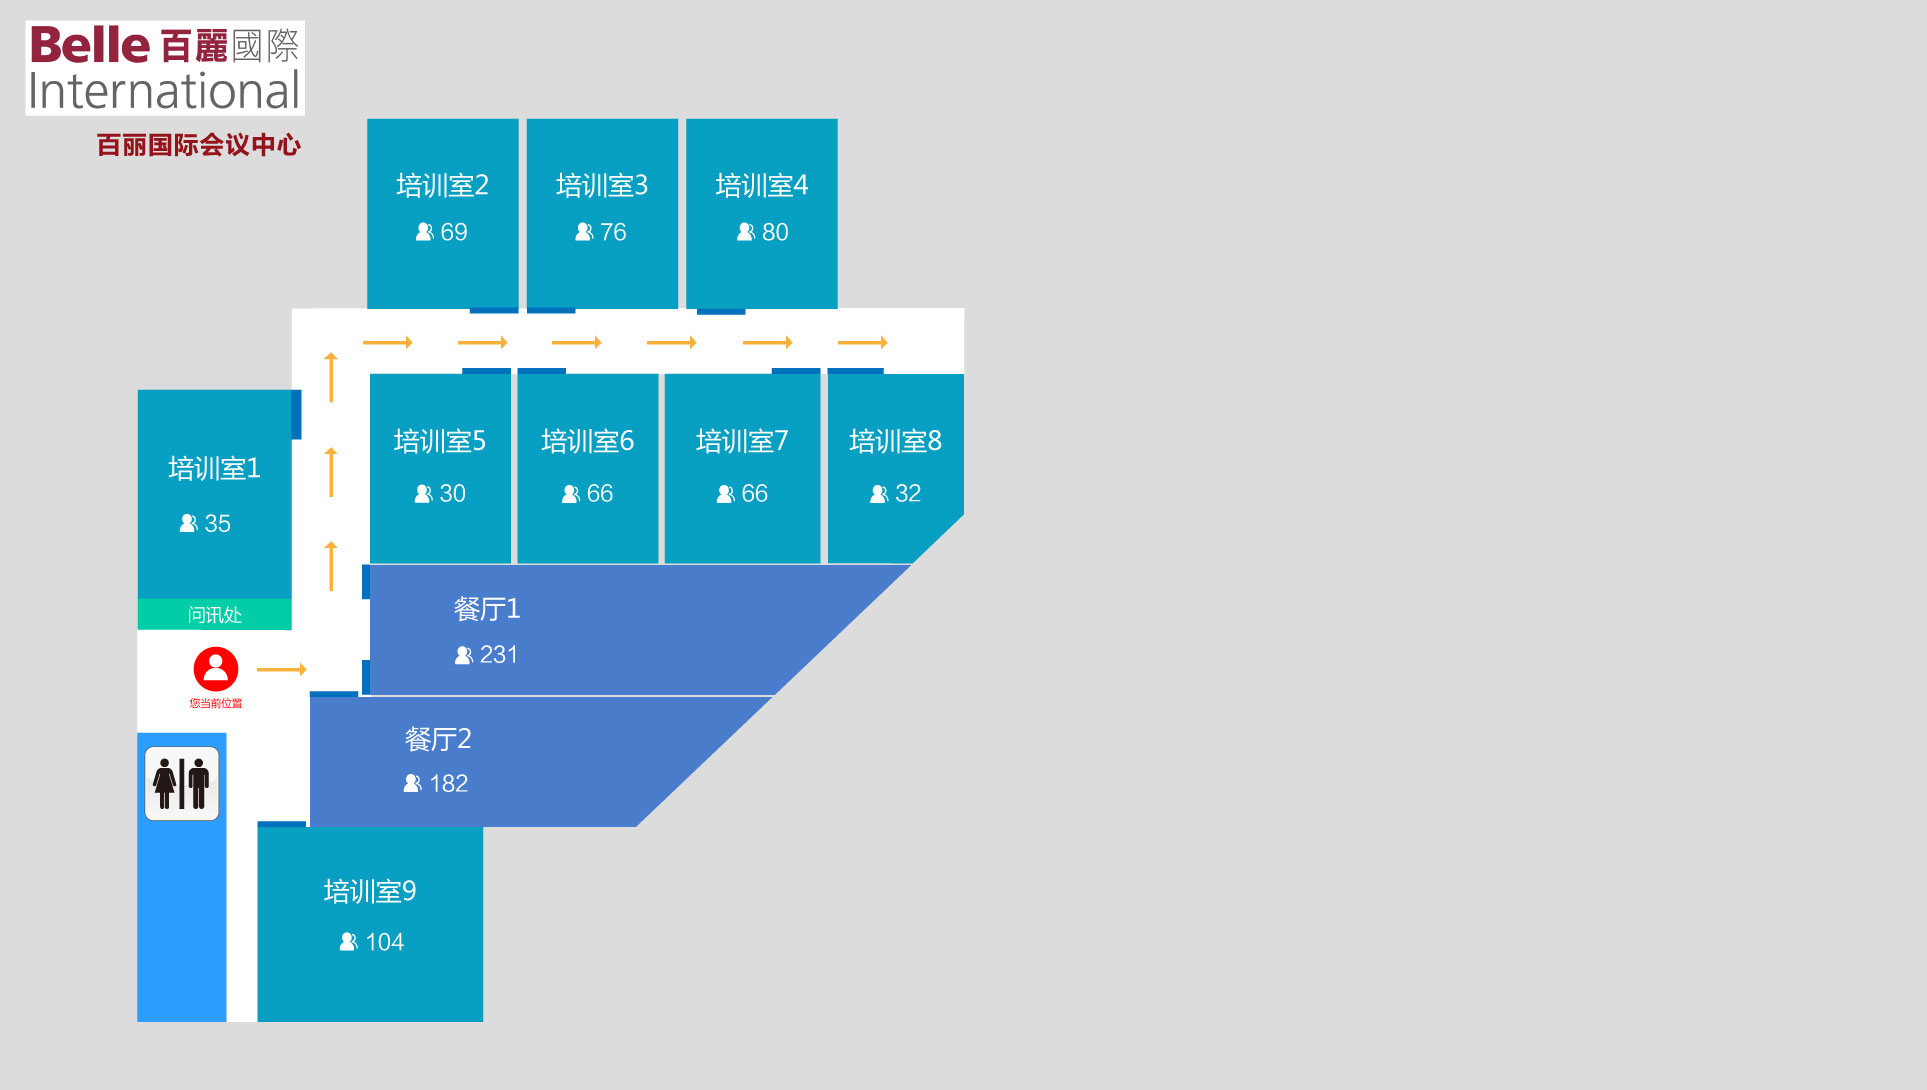 Belle 百麗國際
International
百丽国际会议中心
培训室2
69
培训室3
76
培训室4
80
培训室1
35
培训室5
30
培训室6
66
培训室7
66
培训室8
32
问讯处
您当前位置
餐厅1
231
餐厅2
182
培训室9
104